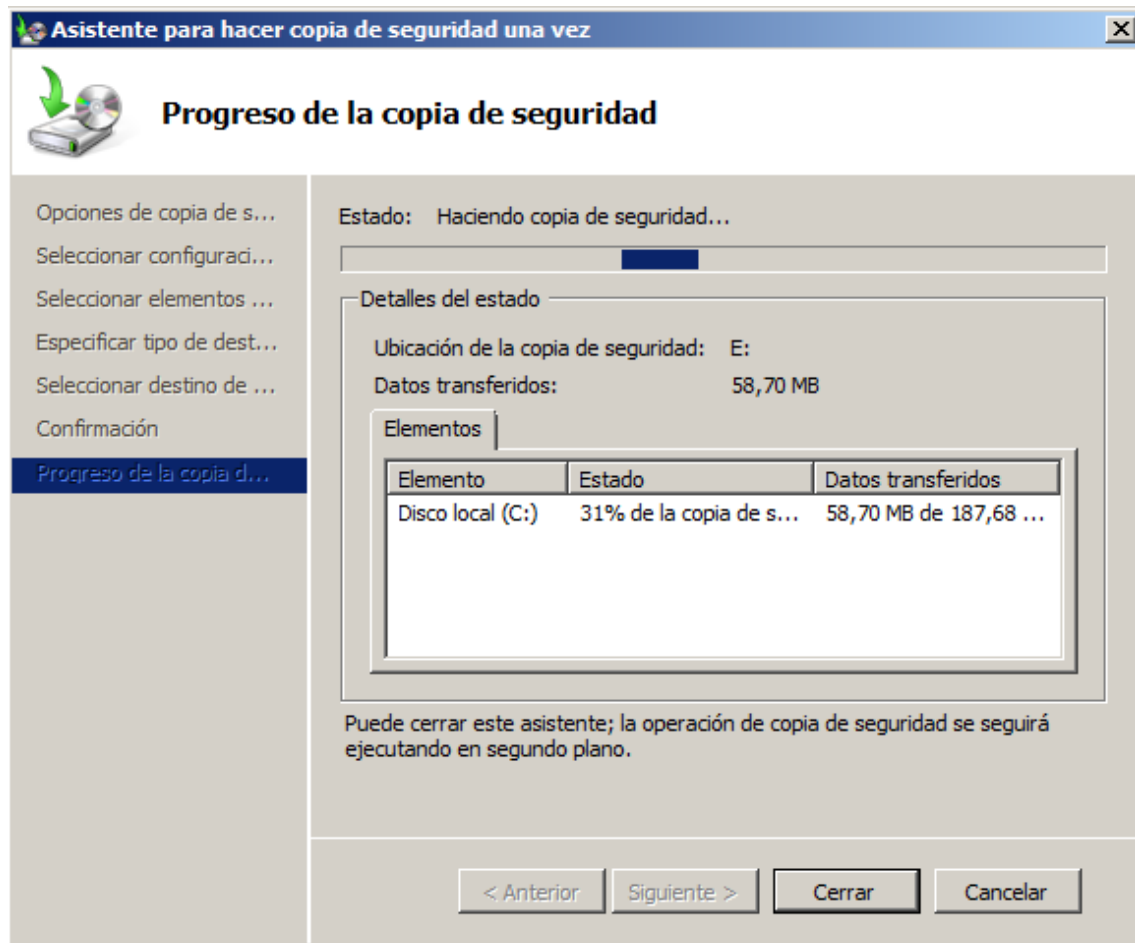 Asistente para hacer copia de seguridad una vez
Progreso de la copia de seguridad
Opciones de copia de s...
Seleccionar configuraci...
Seleccionar elementos ...
Especificar tipo de dest...
Seleccionar destino de ...
Confirmación
Progreso de la copia d...
Estado: Haciendo copia de seguridad...
Detalles del estado
Ubicación de la copia de seguridad: E:
Datos transferidos: 58,70 MB
Elementos
Elemento Estado Datos transferidos
Disco local (C:) 31% de la copia de s... 58,70 MB de 187,68 ...
Puede cerrar este asistente; la operación de copia de seguridad se seguirá
ejecutando en segundo plano.
< Anterior Siguiente > Cerrar Cancelar